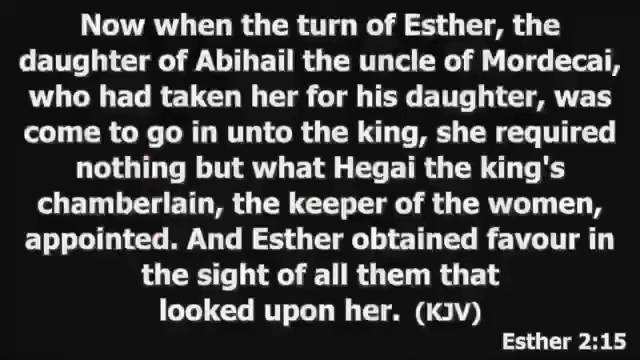 Now when the turn of Esther, the
daughter of Abihail the uncle of Mordecai,
who had taken her for his daughter, was
come to go in unto the king, she required
nothing but what Hegai the king's
chamberlain, the keeper of the women,
appointed. And Esther obtained favour in
the sight of all them that
looked upon her. (KJV)
Esther 2:15